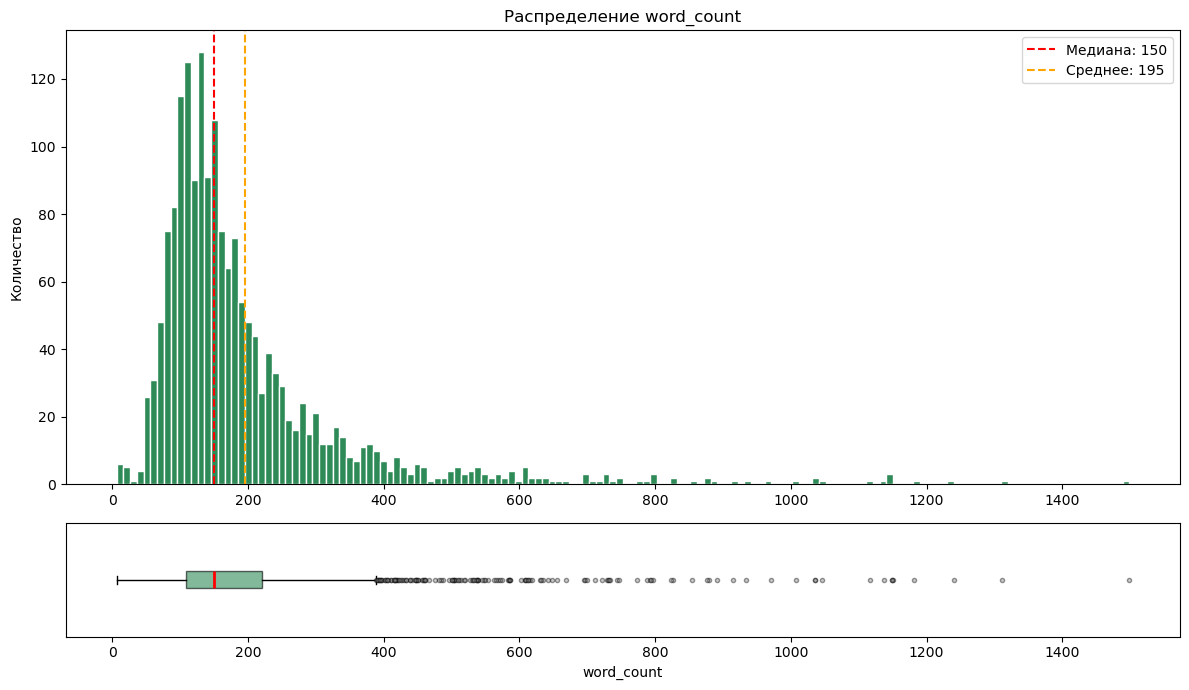 Распределение word_count
Медиана: 150
Среднее: 195
Количество
120
100
80
60
40
20
0
0 200 400 600 800 1000 1200 1400
0 200 400 600 800 1000 1200 1400
word_count